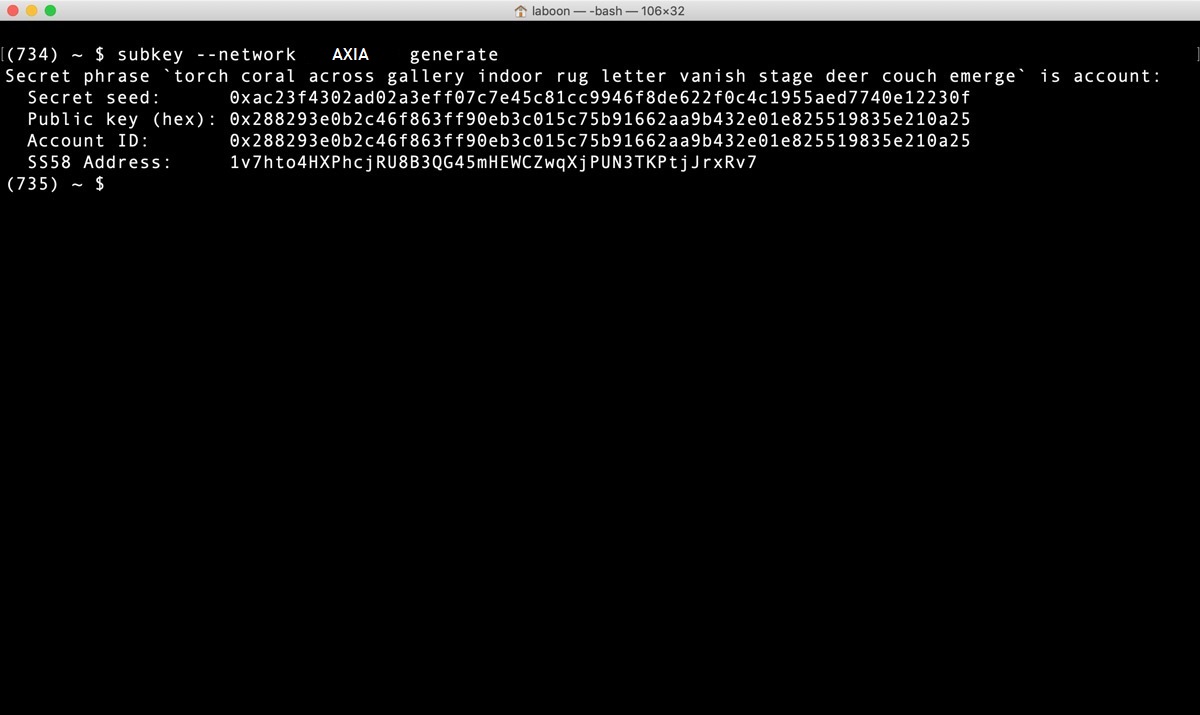 laboon — -bash — 106×32
(734) ~ $ subkey --network AXIA generate
Secret phrase `torch coral across gallery indoor rug letter vanish stage deer couch emerge` is account:
Secret seed: 0xac23f4302ad02a3eff07c7e45c81cc9946f8de622f0c4c1955aed7740e12230f
Public key (hex): 0x288293e0b2c46f863ff90eb3c015c75b91662aa9b432e01e825519835e210a25
Account ID: 0x288293e0b2c46f863ff90eb3c015c75b91662aa9b432e01e825519835e210a25
SS58 Address: 1v7hto4HXPhcjRU8B3QG45mHEWCZwqXjPUN3TKPtjJrxRv7
(735) ~ $